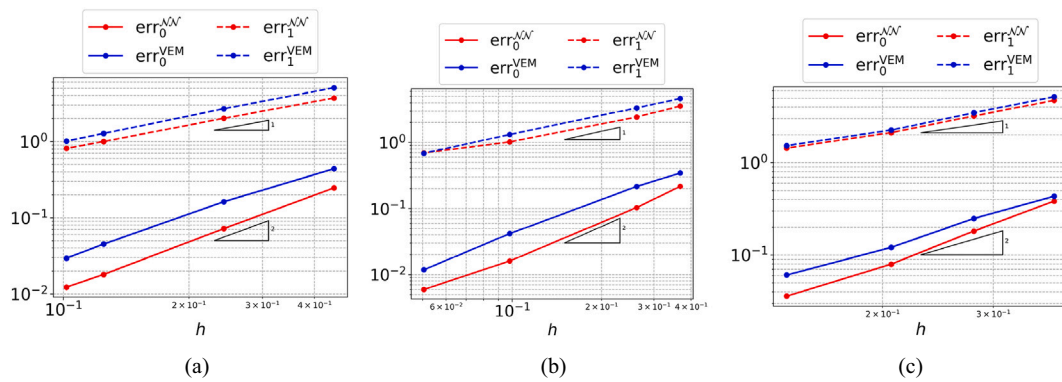 err₀^𝒩𝒩 err₁^𝒩𝒩
err₀^VEM err₁^VEM
10⁰
10⁻¹
10⁻²
1
2
10⁻¹ 2 × 10⁻¹ 3 × 10⁻¹ 4 × 10⁻¹
h
(a)
err₀^𝒩𝒩 err₁^𝒩𝒩
err₀^VEM err₁^VEM
10⁰
10⁻¹
10⁻²
1
2
6 × 10⁻² 10⁻¹ 2 × 10⁻¹ 3 × 10⁻¹ 4 × 10⁻¹
h
(b)
err₀^𝒩𝒩 err₁^𝒩𝒩
err₀^VEM err₁^VEM
10⁰
10⁻¹
1
2
2 × 10⁻¹ 3 × 10⁻¹
h
(c)